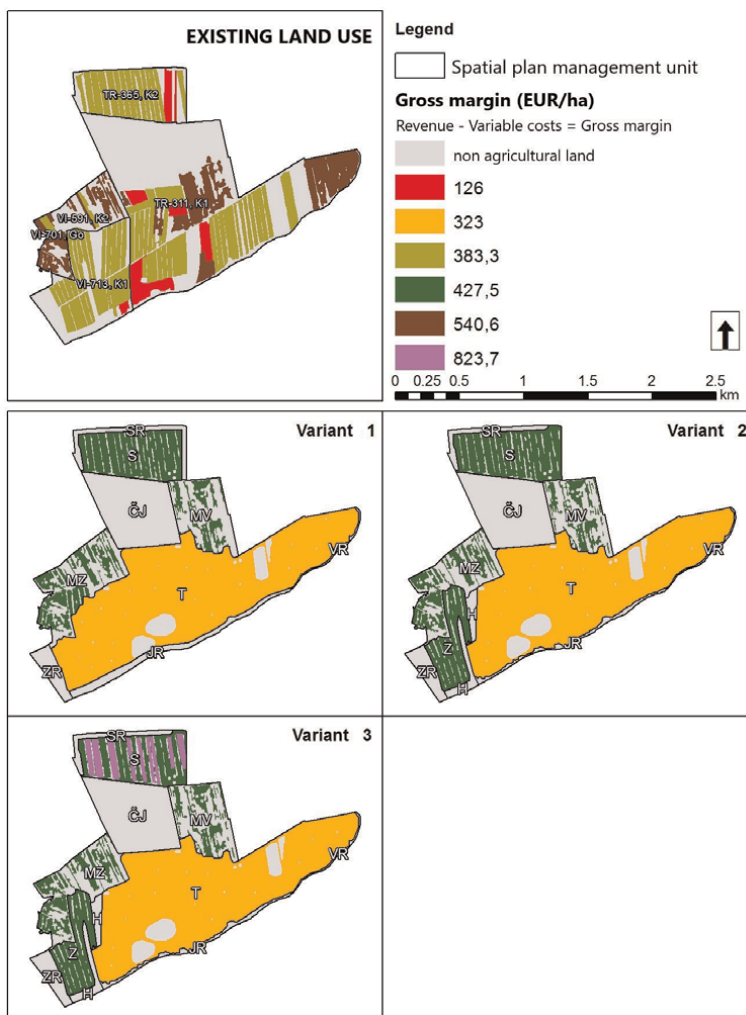 EXISTING LAND USE
TR-365, K2
TR-311, K1
VI-591, K2
VI-701, Go
VI-713, K1
Legend
Spatial plan management unit
Gross margin (EUR/ha)
Revenue - Variable costs = Gross margin
non agricultural land
126
323
383,3
427,5
540,6
823,7
0 0.25 0.5 1 1.5 2 2.5
km
Variant 1
SR
S
ČJ
MV
VR
MZ
T
ZR
JR
Variant 2
SR
S
ČJ
MV
VR
MZ
T
H
Z
JR
ZR
H
Variant 3
SR
S
ČJ
MV
VR
MZ
T
H
Z
JR
ZR
H